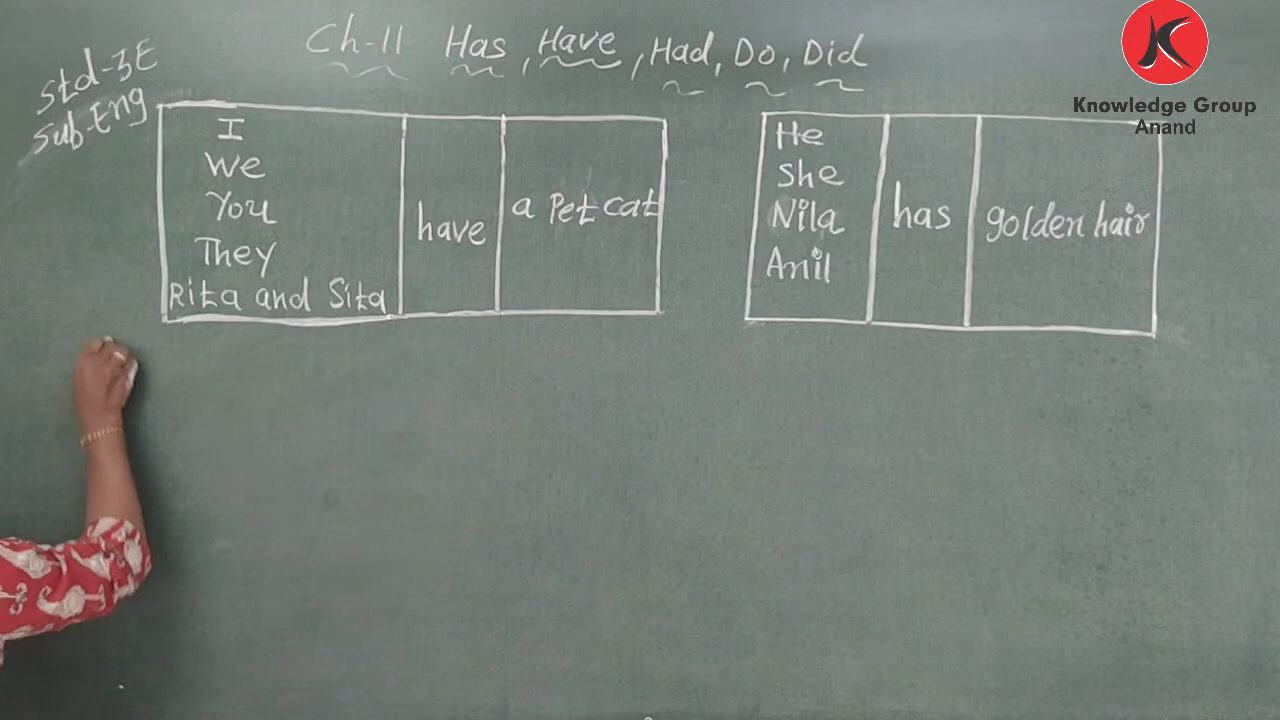 Ch-11 Has, Have, Had, Do, Did
Std-3E
Sub-Eng
I
We
You
They
Rita and Sita
have
a Pet cat
He
She
Nila
Anil
has
golden hair
Knowledge Group
Anand